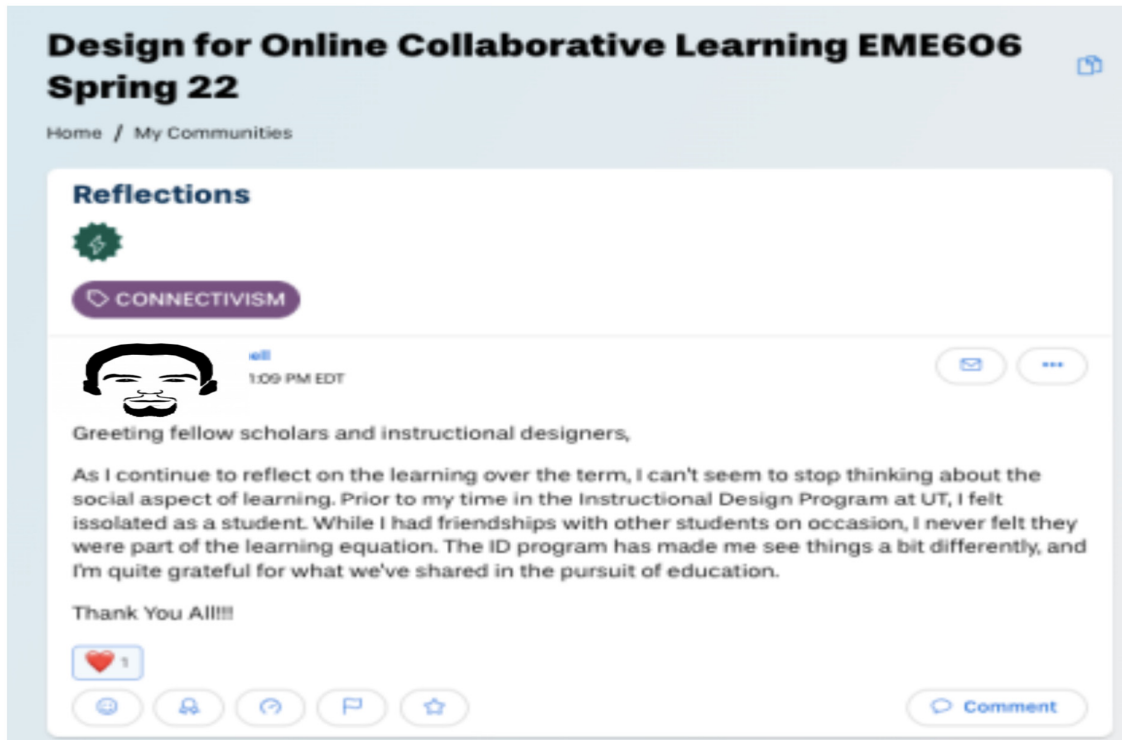 Design for Online Collaborative Learning EME606
Spring 22
Home / My Communities
Reflections
CONNECTIVISM
ell
1:09 PM EDT
Greeting fellow scholars and instructional designers,
As I continue to reflect on the learning over the term, I can't seem to stop thinking about the
social aspect of learning. Prior to my time in the Instructional Design Program at UT, I felt
issolated as a student. While I had friendships with other students on occasion, I never felt they
were part of the learning equation. The ID program has made me see things a bit differently, and
I'm quite grateful for what we've shared in the pursuit of education.
Thank You All!!!
1
Comment